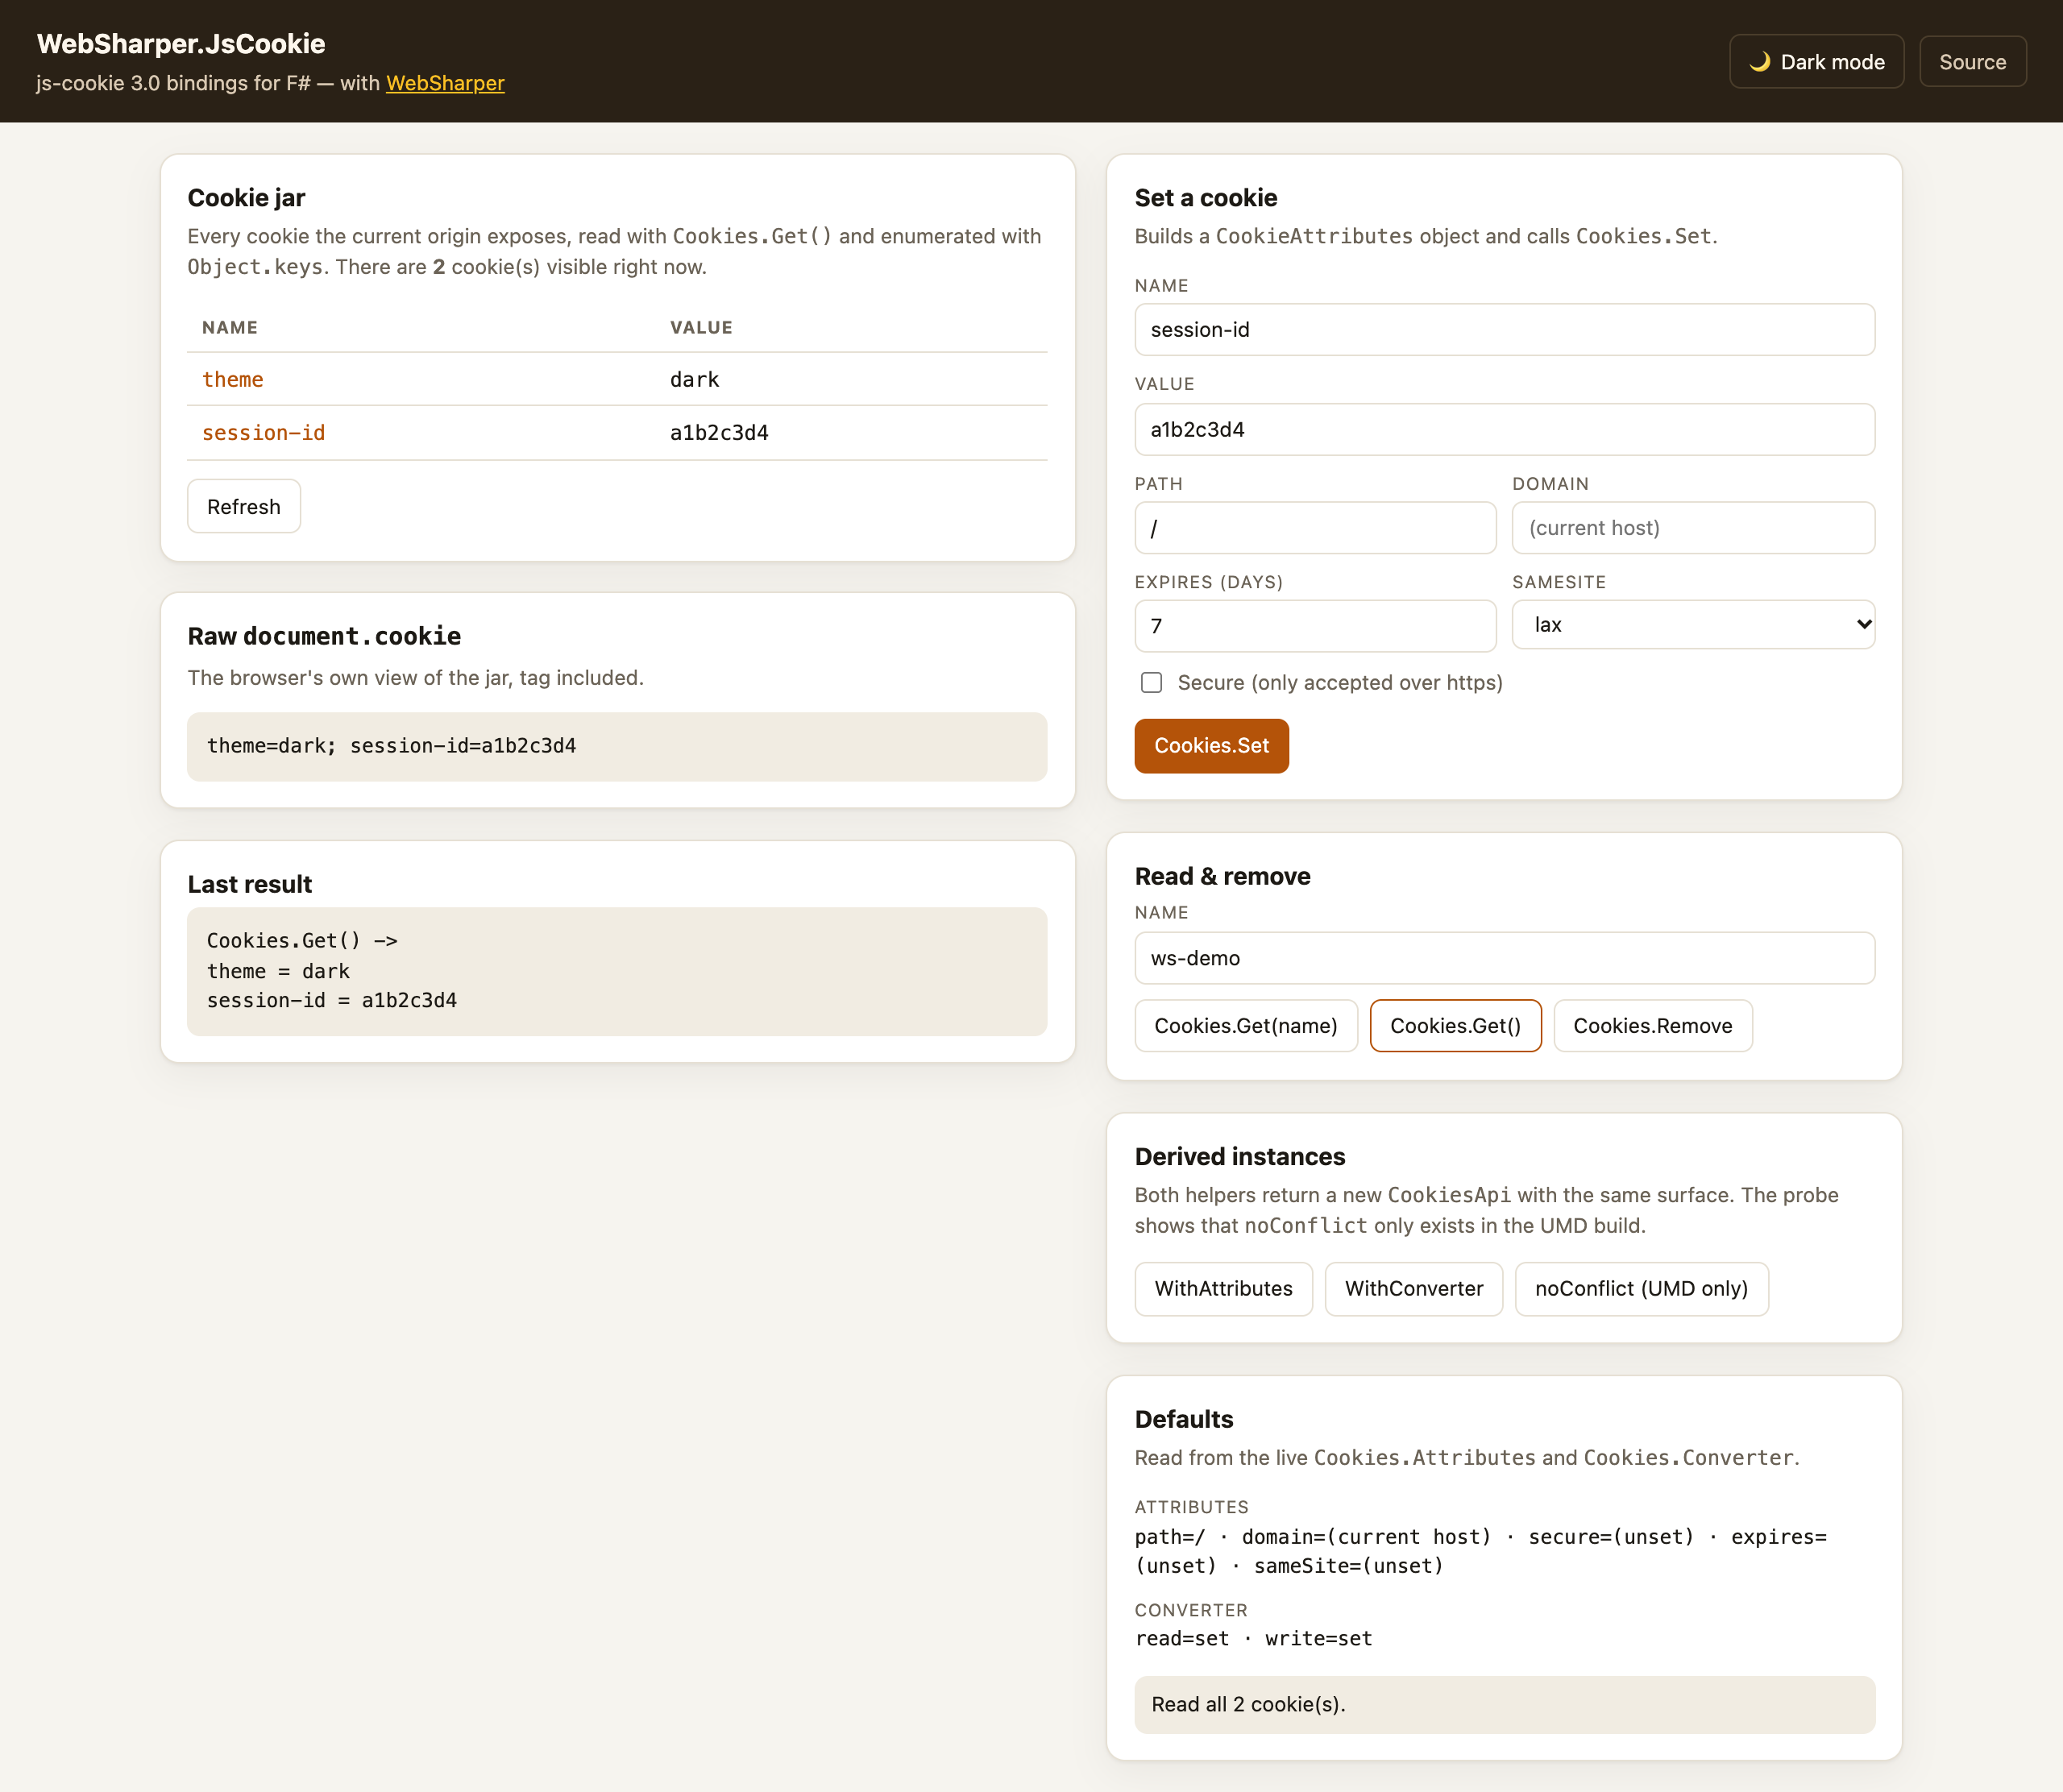 WebSharper.JsCookie
js-cookie 3.0 bindings for F# — with WebSharper
🌙 Dark mode
Source
Cookie jar
Every cookie the current origin exposes, read with Cookies.Get() and enumerated with
Object.keys. There are 2 cookie(s) visible right now.
NAME VALUE
theme dark
session-id a1b2c3d4
Refresh
Raw document.cookie
The browser's own view of the jar, tag included.
theme=dark; session-id=a1b2c3d4
Last result
Cookies.Get() ->
theme = dark
session-id = a1b2c3d4
Set a cookie
Builds a CookieAttributes object and calls Cookies.Set.
NAME
session-id
VALUE
a1b2c3d4
PATH DOMAIN
/ (current host)
EXPIRES (DAYS) SAMESITE
7 lax
Secure (only accepted over https)
Cookies.Set
Read & remove
NAME
ws-demo
Cookies.Get(name) Cookies.Get() Cookies.Remove
Derived instances
Both helpers return a new CookiesApi with the same surface. The probe
shows that noConflict only exists in the UMD build.
WithAttributes WithConverter noConflict (UMD only)
Defaults
Read from the live Cookies.Attributes and Cookies.Converter.
ATTRIBUTES
path=/ · domain=(current host) · secure=(unset) · expires=
(unset) · sameSite=(unset)
CONVERTER
read=set · write=set
Read all 2 cookie(s).